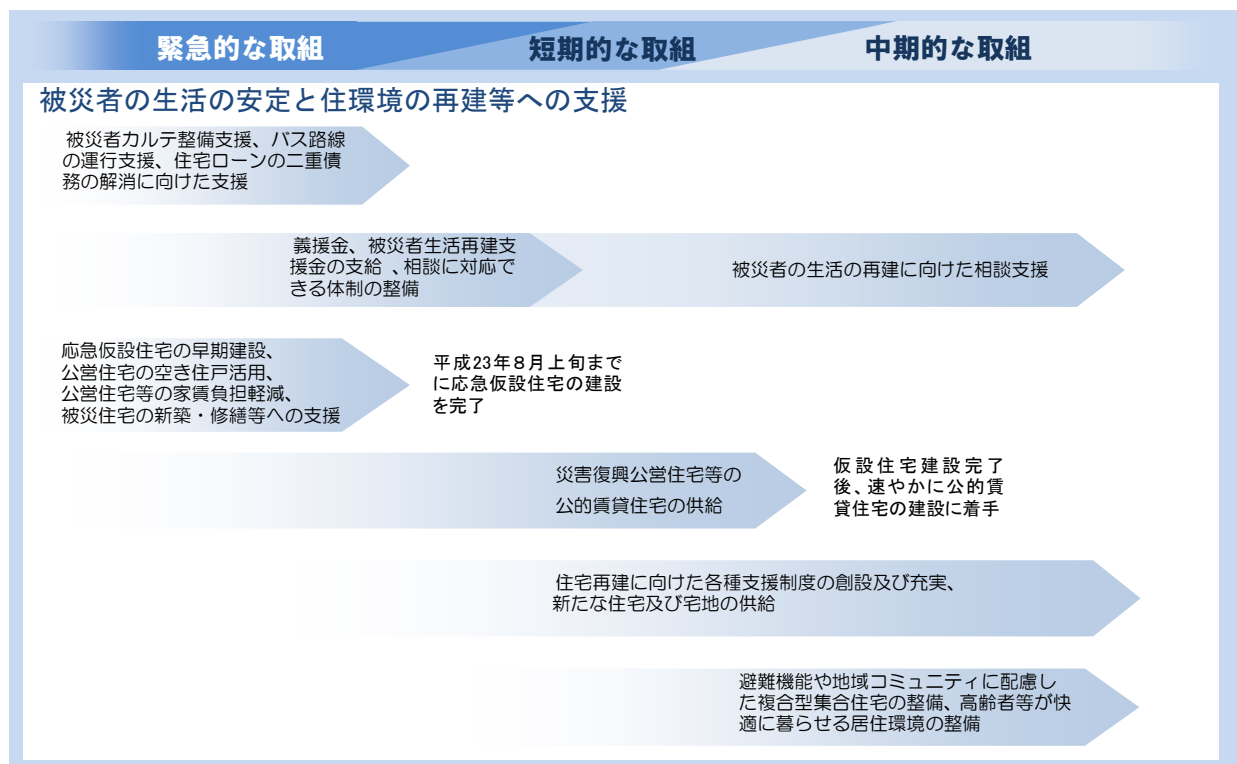 緊急的な取組
短期的な取組
中期的な取組
被災者の生活の安定と住環境の再建等への支援
被災者カルテ整備支援、バス路線
の運行支援、住宅ローンの二重債
務の解消に向けた支援
義援金、被災者生活再建支
援金の支給 、相談に対応で
きる体制の整備
被災者の生活の再建に向けた相談支援
応急仮設住宅の早期建設、
公営住宅の空き住戸活用、
公営住宅等の家賃負担軽減、
被災住宅の新築・修繕等への支援
平成23年８月上旬まで
に応急仮設住宅の建設
を完了
災害復興公営住宅等の
公的賃貸住宅の供給
仮設住宅建設完了
後、速やかに公的賃
貸住宅の建設に着手
住宅再建に向けた各種支援制度の創設及び充実、
新たな住宅及び宅地の供給
避難機能や地域コミュニティに配慮し
た複合型集合住宅の整備、高齢者等が快
適に暮らせる居住環境の整備